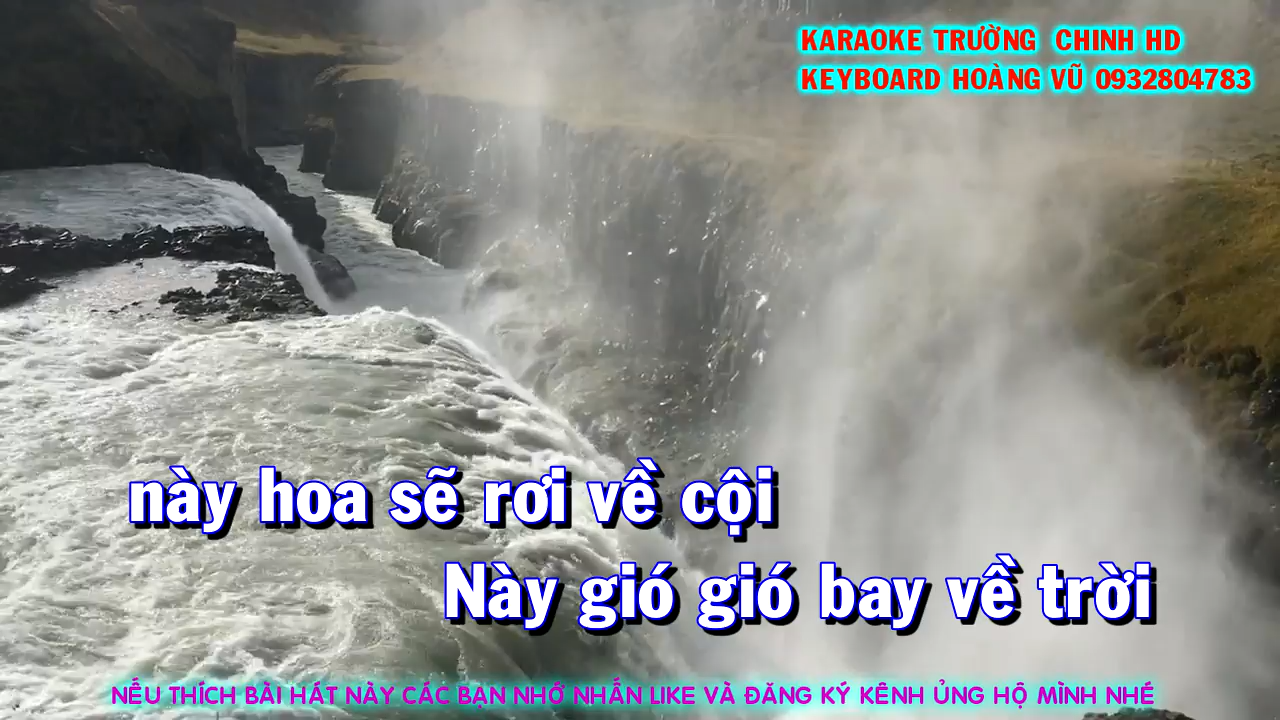 KARAOKE TRƯỜNG CHINH HD
KEYBOARD HOÀNG VŨ 0932804783
này hoa sẽ rơi về cội
Này gió gió bay về trời
NẾU THÍCH BÀI HÁT NÀY CÁC BẠN NHỚ NHẤN LIKE VÀ ĐĂNG KÝ KÊNH ỦNG HỘ MÌNH NHÉ